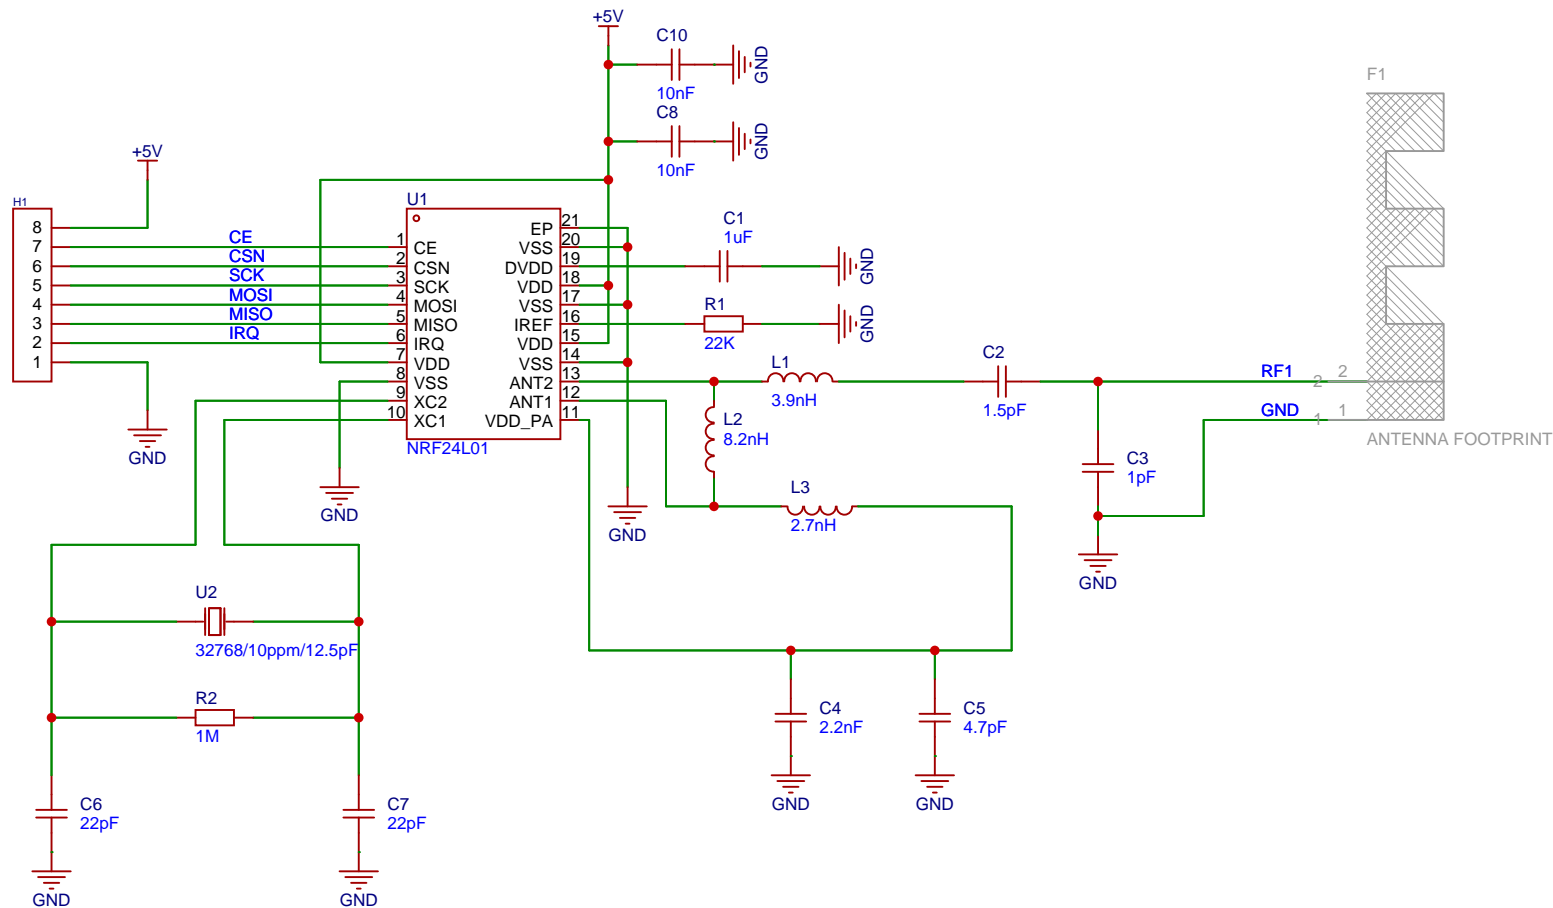 +5V
C10
10nF
GND
C8
10nF
GND
F1
+5V
H1
8
7
6
5
4
3
2
1
CE
CSN
SCK
MOSI
MISO
IRQ
GND
U1
1 CE
2 CSN
3 SCK
4 MOSI
5 MISO
6 IRQ
7 VDD
8 VSS
9 XC2
10 XC1
EP 21
VSS 20
DVDD 19
VDD 18
VSS 17
IREF 16
VDD 15
VSS 14
ANT2 13
ANT1 12
VDD_PA 11
NRF24L01
GND
C1
1uF
GND
R1
22K
GND
L1
3.9nH
L2
8.2nH
L3
2.7nH
GND
C2
1.5pF
RF1
2 2
GND
1 1
ANTENNA FOOTPRINT
C3
1pF
GND
U2
32768/10ppm/12.5pF
R2
1M
C6
22pF
GND
C7
22pF
GND
C4
2.2nF
GND
C5
4.7pF
GND